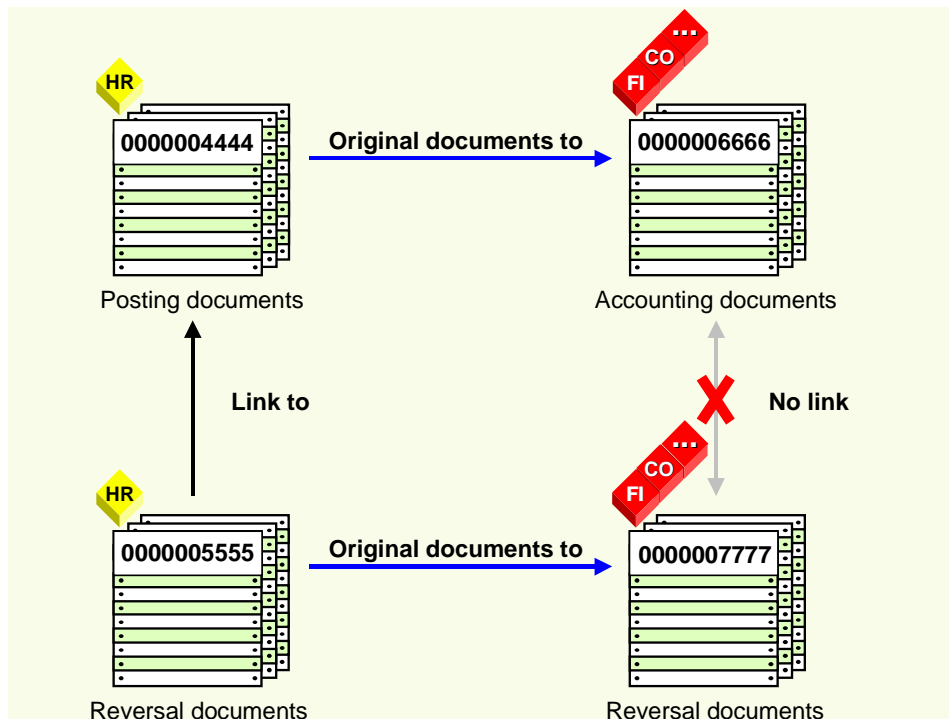 ...
CO
FI
HR
0000004444
Original documents to
0000006666
Posting documents
Accounting documents
Link to
No link
...
CO
FI
HR
0000005555
Original documents to
0000007777
Reversal documents
Reversal documents